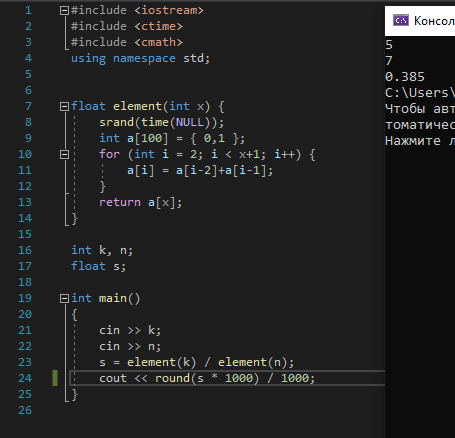 1 #include <iostream>
2 #include <ctime>
3 #include <cmath>
4 using namespace std;
5
6
7 float element(int x) {
8 srand(time(NULL));
9 int a[100] = { 0,1 };
10 for (int i = 2; i < x+1; i++) {
11 a[i] = a[i-2]+a[i-1];
12 }
13 return a[x];
14 }
15
16 int k, n;
17 float s;
18
19 int main()
20 {
21 cin >> k;
22 cin >> n;
23 s = element(k) / element(n);
24 cout << round(s * 1000) / 1000;
25 }
26
C:\ Консол
5
7
0.385
C:\Users\
Чтобы авт
томатичес
Нажмите л